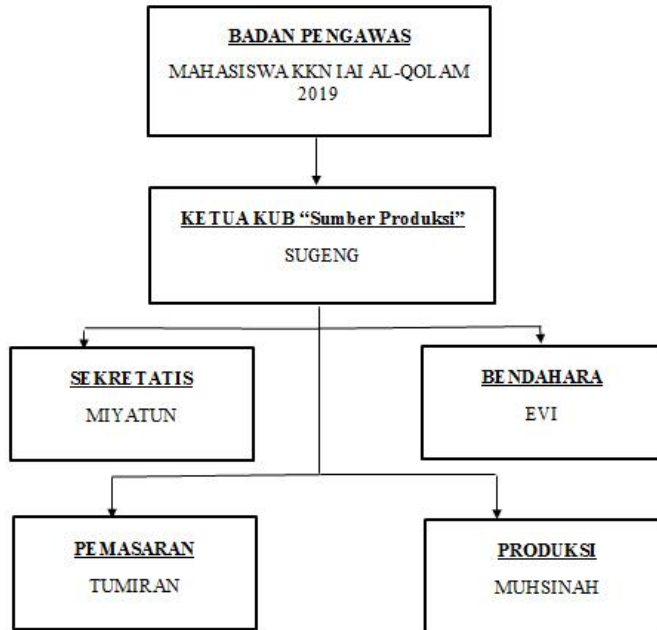 BADAN PENGAWAS
MAHASISWA KKN IAI AL-QOLAM
2019
KETUA KUB “Sumber Produksi”
SUGENG
SEKRETATIS
MIYATUN
BENDAHARA
EVI
PEMASARAN
TUMIRAN
PRODUKSI
MUHSINAH